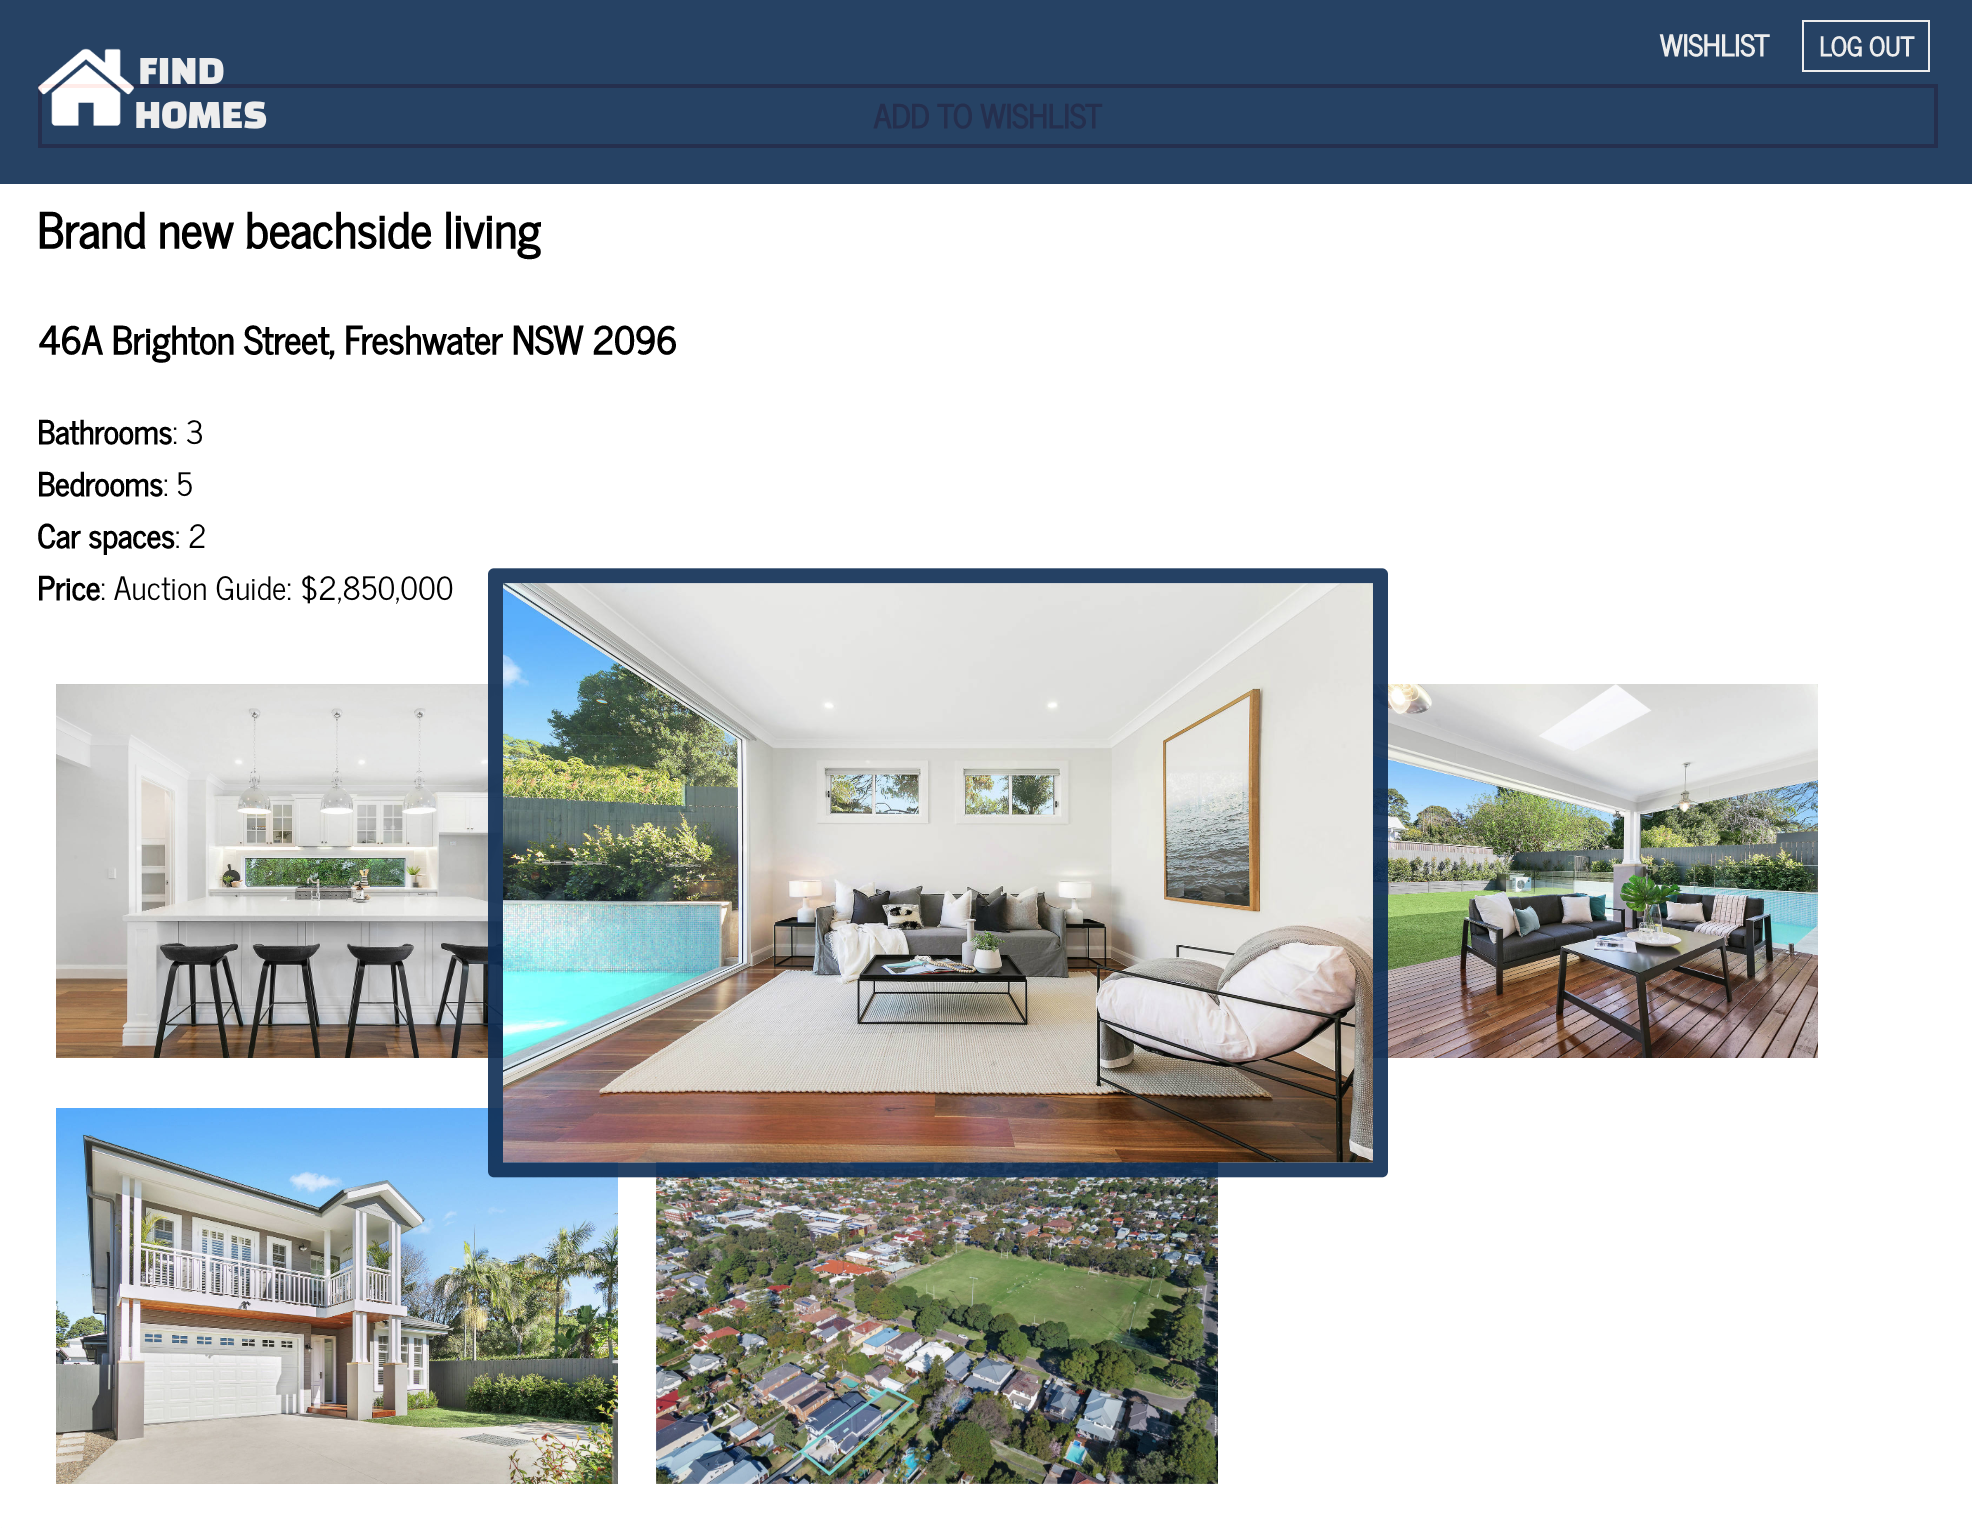 WISHLIST
LOG OUT
FIND
HOMES
ADD TO WISHLIST
Brand new beachside living
46A Brighton Street, Freshwater NSW 2096
Bathrooms: 3
Bedrooms: 5
Car spaces: 2
Price: Auction Guide: $2,850,000